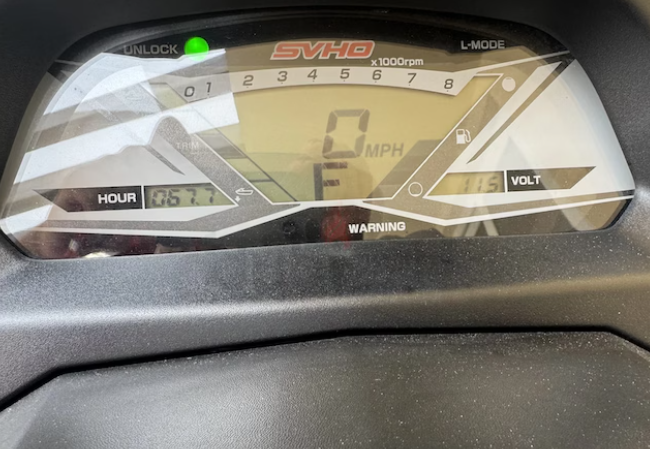 UNLOCK
SVHO
L-MODE
x1000rpm
0 1 2 3 4 5 6 7 8
TRIM
0 MPH
F
HOUR 067.7
11.5 VOLT
WARNING